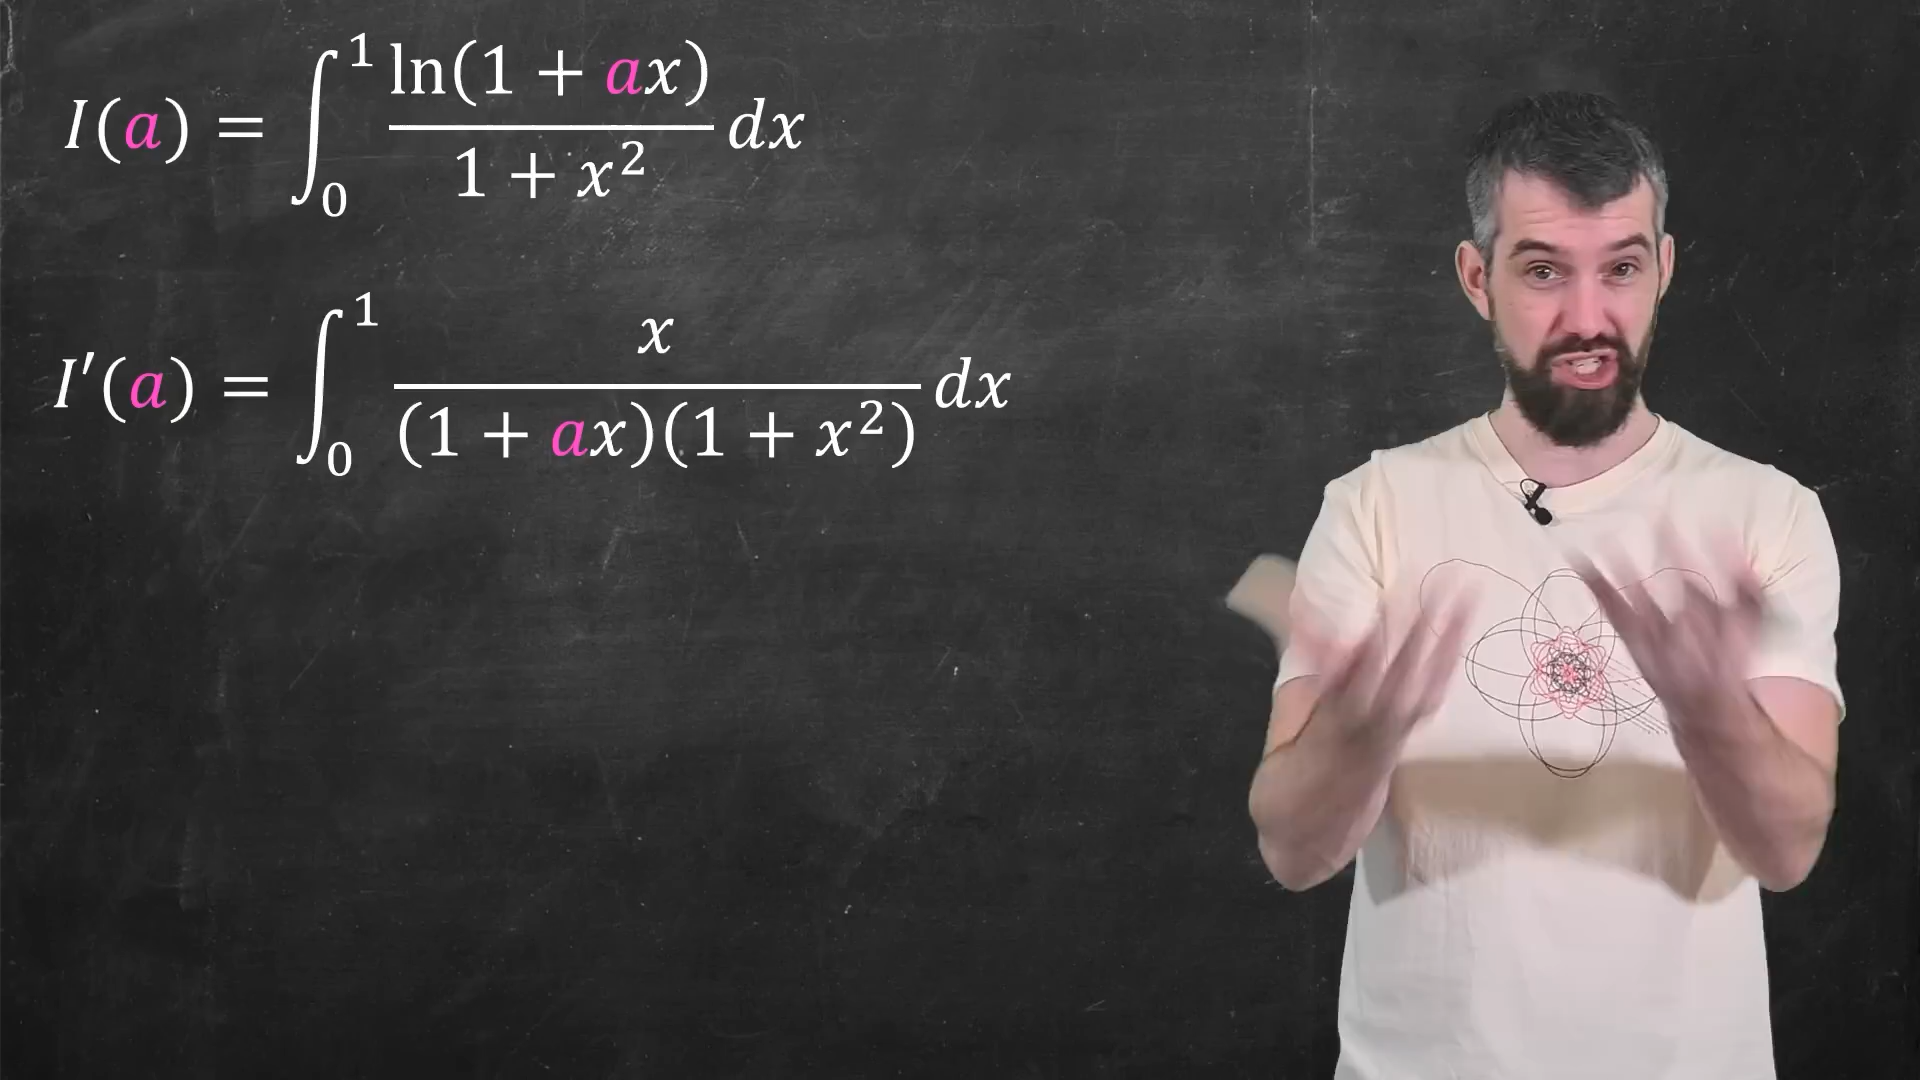 I(a) = ∫₀¹ ln(1 + ax) / (1 + x²) dx
I′(a) = ∫₀¹ x / ((1 + ax)(1 + x²)) dx